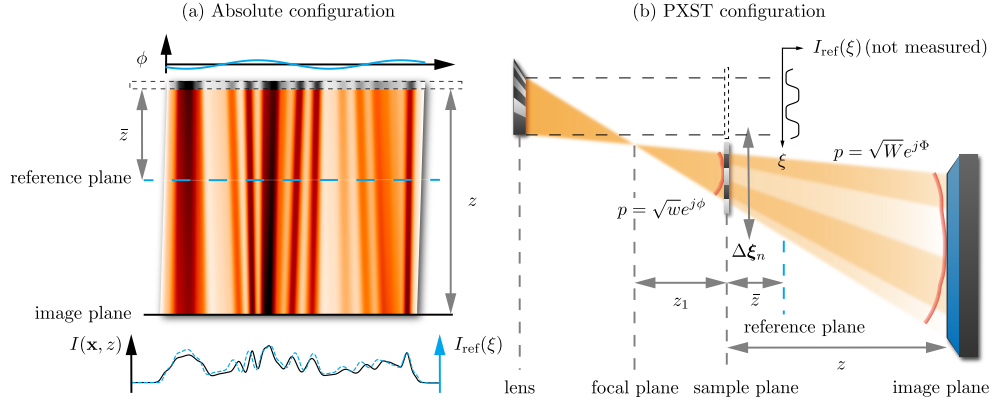 (a) Absolute configuration
ϕ
z̄
reference plane
z
image plane
I(x, z)
I_ref(ξ)
(b) PXST configuration
I_ref(ξ) (not measured)
ξ
p = √W e^{jΦ}
p = √w e^{jϕ}
Δξ_n
z_1
z̄
reference plane
z
lens
focal plane
sample plane
image plane